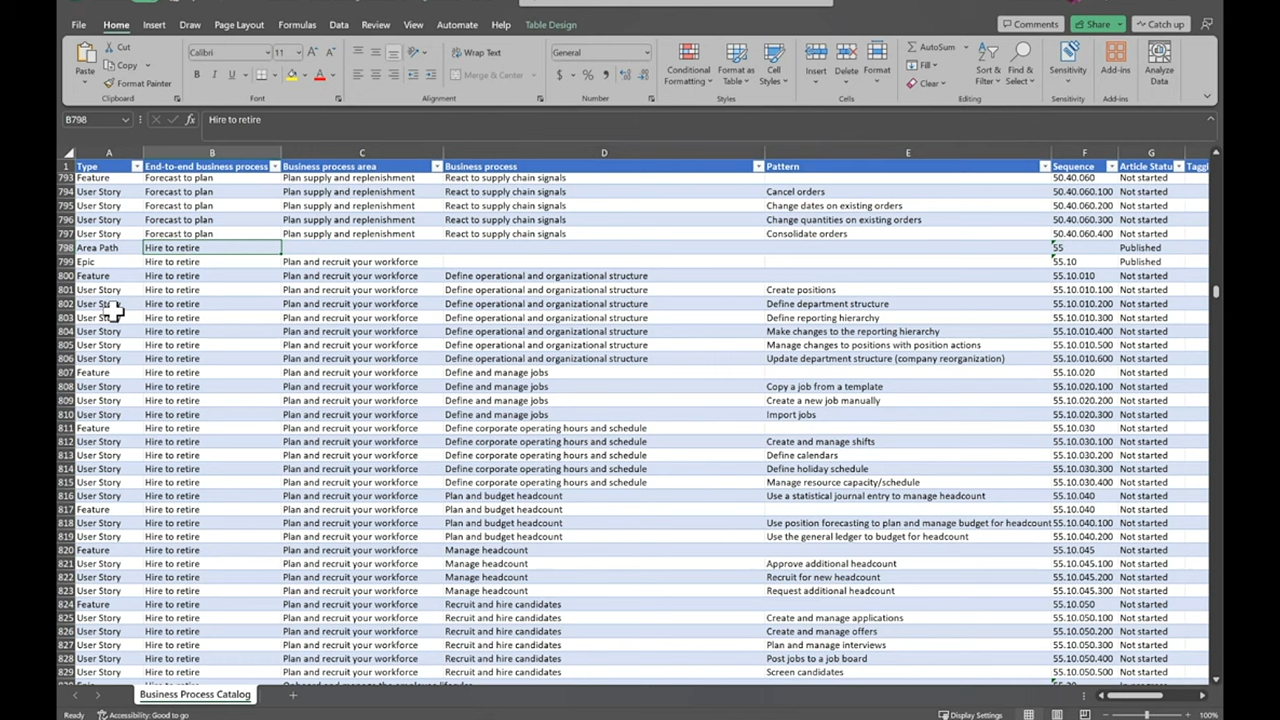 Home Insert Draw Page Layout Formulas Data Review View Automate Help Table Design Comments Share Catch up
Cut Calibri 11 Wrap Text General AutoSum
Copy Fill
Paste Format Painter Merge & Center Conditional Formatting Format as Table Cell Styles Insert Delete Format Clear Sort & Filter Find & Select Sensitivity Add-ins Analyze Data
Clipboard Font Alignment Number Styles Cells Editing Sensitivity Add-ins
B798 Hire to retire
A B C D E F G
1 Type End-to-end business process Business process area Business process Pattern Sequence Article Statu Taggi
793 Feature Forecast to plan Plan supply and replenishment React to supply chain signals 50.40.060 Not started
794 User Story Forecast to plan Plan supply and replenishment React to supply chain signals Cancel orders 50.40.060.100 Not started
795 User Story Forecast to plan Plan supply and replenishment React to supply chain signals Change dates on existing orders 50.40.060.200 Not started
796 User Story Forecast to plan Plan supply and replenishment React to supply chain signals Change quantities on existing orders 50.40.060.300 Not started
797 User Story Forecast to plan Plan supply and replenishment React to supply chain signals Consolidate orders 50.40.060.400 Not started
798 Area Path Hire to retire 55 Published
799 Epic Hire to retire Plan and recruit your workforce 55.10 Published
800 Feature Hire to retire Plan and recruit your workforce Define operational and organizational structure 55.10.010 Not started
801 User Story Hire to retire Plan and recruit your workforce Define operational and organizational structure Create positions 55.10.010.100 Not started
802 User Story Hire to retire Plan and recruit your workforce Define operational and organizational structure Define department structure 55.10.010.200 Not started
803 User Story Hire to retire Plan and recruit your workforce Define operational and organizational structure Define reporting hierarchy 55.10.010.300 Not started
804 User Story Hire to retire Plan and recruit your workforce Define operational and organizational structure Make changes to the reporting hierarchy 55.10.010.400 Not started
805 User Story Hire to retire Plan and recruit your workforce Define operational and organizational structure Manage changes to positions with position actions 55.10.010.500 Not started
806 User Story Hire to retire Plan and recruit your workforce Define operational and organizational structure Update department structure (company reorganization) 55.10.010.600 Not started
807 Feature Hire to retire Plan and recruit your workforce Define and manage jobs 55.10.020 Not started
808 User Story Hire to retire Plan and recruit your workforce Define and manage jobs Copy a job from a template 55.10.020.100 Not started
809 User Story Hire to retire Plan and recruit your workforce Define and manage jobs Create a new job manually 55.10.020.200 Not started
810 User Story Hire to retire Plan and recruit your workforce Define and manage jobs Import jobs 55.10.020.300 Not started
811 Feature Hire to retire Plan and recruit your workforce Define corporate operating hours and schedule 55.10.030 Not started
812 User Story Hire to retire Plan and recruit your workforce Define corporate operating hours and schedule Create and manage shifts 55.10.030.100 Not started
813 User Story Hire to retire Plan and recruit your workforce Define corporate operating hours and schedule Define calendars 55.10.030.200 Not started
814 User Story Hire to retire Plan and recruit your workforce Define corporate operating hours and schedule Define holiday schedule 55.10.030.300 Not started
815 User Story Hire to retire Plan and recruit your workforce Define corporate operating hours and schedule Manage resource capacity/schedule 55.10.030.400 Not started
816 User Story Hire to retire Plan and recruit your workforce Plan and budget headcount Use a statistical journal entry to manage headcount 55.10.040 Not started
817 Feature Hire to retire Plan and recruit your workforce Plan and budget headcount 55.10.040 Not started
818 User Story Hire to retire Plan and recruit your workforce Plan and budget headcount Use position forecasting to plan and manage budget for headcount 55.10.040.100 Not started
819 User Story Hire to retire Plan and recruit your workforce Plan and budget headcount Use the general ledger to budget for headcount 55.10.040.200 Not started
820 Feature Hire to retire Plan and recruit your workforce Manage headcount 55.10.045 Not started
821 User Story Hire to retire Plan and recruit your workforce Manage headcount Approve additional headcount 55.10.045.100 Not started
822 User Story Hire to retire Plan and recruit your workforce Manage headcount Recruit for new headcount 55.10.045.200 Not started
823 User Story Hire to retire Plan and recruit your workforce Manage headcount Request additional headcount 55.10.045.300 Not started
824 Feature Hire to retire Plan and recruit your workforce Recruit and hire candidates 55.10.050 Not started
825 User Story Hire to retire Plan and recruit your workforce Recruit and hire candidates Create and manage applications 55.10.050.100 Not started
826 User Story Hire to retire Plan and recruit your workforce Recruit and hire candidates Create and manage offers 55.10.050.200 Not started
827 User Story Hire to retire Plan and recruit your workforce Recruit and hire candidates Plan and manage interviews 55.10.050.300 Not started
828 User Story Hire to retire Plan and recruit your workforce Recruit and hire candidates Post jobs to a job board 55.10.050.400 Not started
829 User Story Hire to retire Plan and recruit your workforce Recruit and hire candidates Screen candidates 55.10.050.500 Not started
Business Process Catalog
Ready Accessibility: Good to go Display Settings 100%